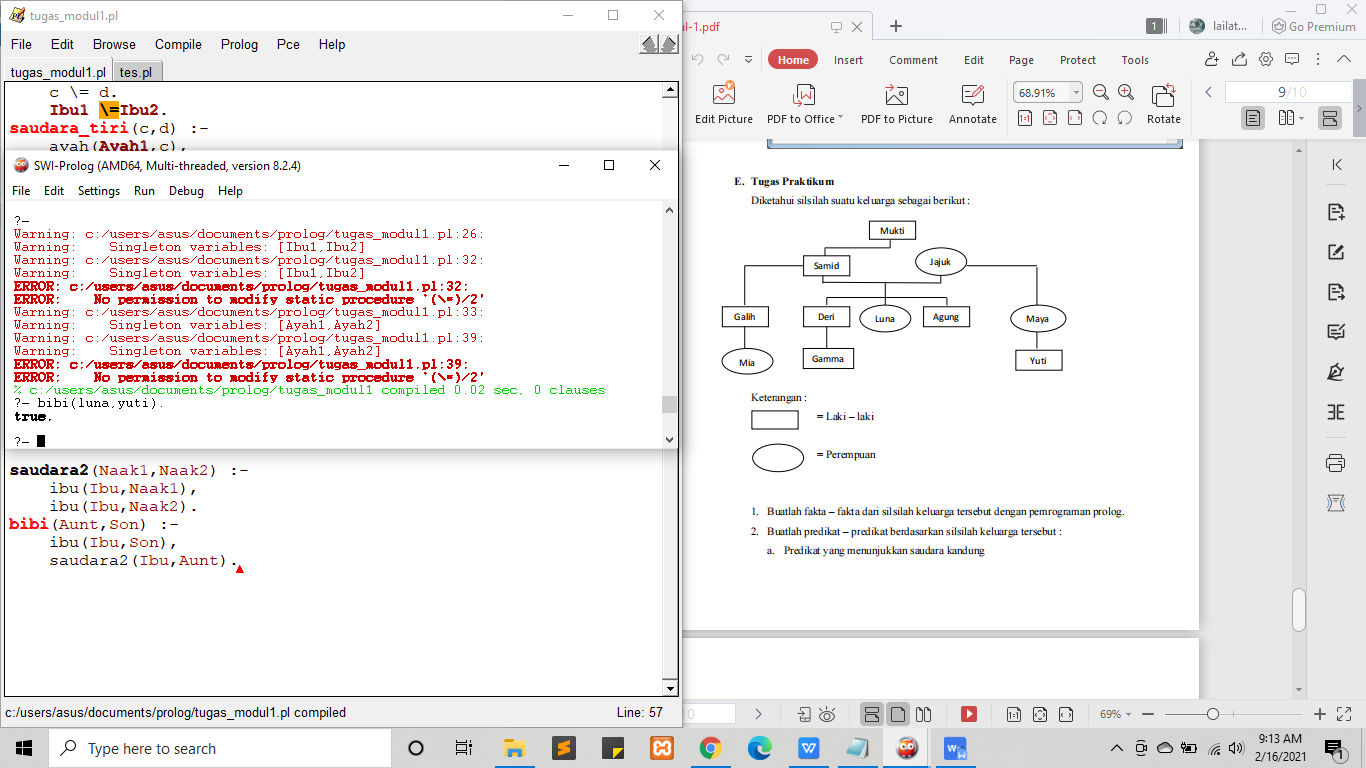 tugas_modul1.pl
File Edit Browse Compile Prolog Pce Help
tugas_modul1.pl tes.pl
c \= d.
Ibu1 \=Ibu2.
saudara_tiri(c,d) :-
ayah(Ayah1,c),
SWI-Prolog (AMD64, Multi-threaded, version 8.2.4)
File Edit Settings Run Debug Help
?-
Warning: c:/users/asus/documents/prolog/tugas_modul1.pl:26:
Warning:    Singleton variables: [Ibu1,Ibu2]
Warning: c:/users/asus/documents/prolog/tugas_modul1.pl:32:
Warning:    Singleton variables: [Ibu1,Ibu2]
ERROR: c:/users/asus/documents/prolog/tugas_modul1.pl:32:
ERROR:    No permission to modify static procedure `(\=)/2'
Warning: c:/users/asus/documents/prolog/tugas_modul1.pl:33:
Warning:    Singleton variables: [Ayah1,Ayah2]
Warning: c:/users/asus/documents/prolog/tugas_modul1.pl:39:
Warning:    Singleton variables: [Ayah1,Ayah2]
ERROR: c:/users/asus/documents/prolog/tugas_modul1.pl:39:
ERROR:    No permission to modify static procedure `(\=)/2'
% c:/users/asus/documents/prolog/tugas_modul1 compiled 0.02 sec, 0 clauses
?- bibi(luna,yuti).
true.
?-
saudara2(Naak1,Naak2) :-
ibu(Ibu,Naak1),
ibu(Ibu,Naak2).
bibi(Aunt,Son) :-
ibu(Ibu,Son),
saudara2(Ibu,Aunt).
c:/users/asus/documents/prolog/tugas_modul1.pl compiled Line: 57
ul-1.pdf 1 lailat... Go Premium
Home Insert Comment Edit Page Protect Tools
68.91% 9/10
Edit Picture PDF to Office PDF to Picture Annotate Rotate
E. Tugas Praktikum
Diketahui silsilah suatu keluarga sebagai berikut :
Mukti
Samid Jajuk
Galih Deri Luna Agung Maya
Mia Gamma Yuti
Keterangan :
= Laki – laki
= Perempuan
1. Buatlah fakta – fakta dari silsilah keluarga tersebut dengan pemrograman prolog.
2. Buatlah predikat – predikat berdasarkan silsilah keluarga tersebut :
a. Predikat yang menunjukkan saudara kandung
69%
Type here to search
9:13 AM
2/16/2021
1